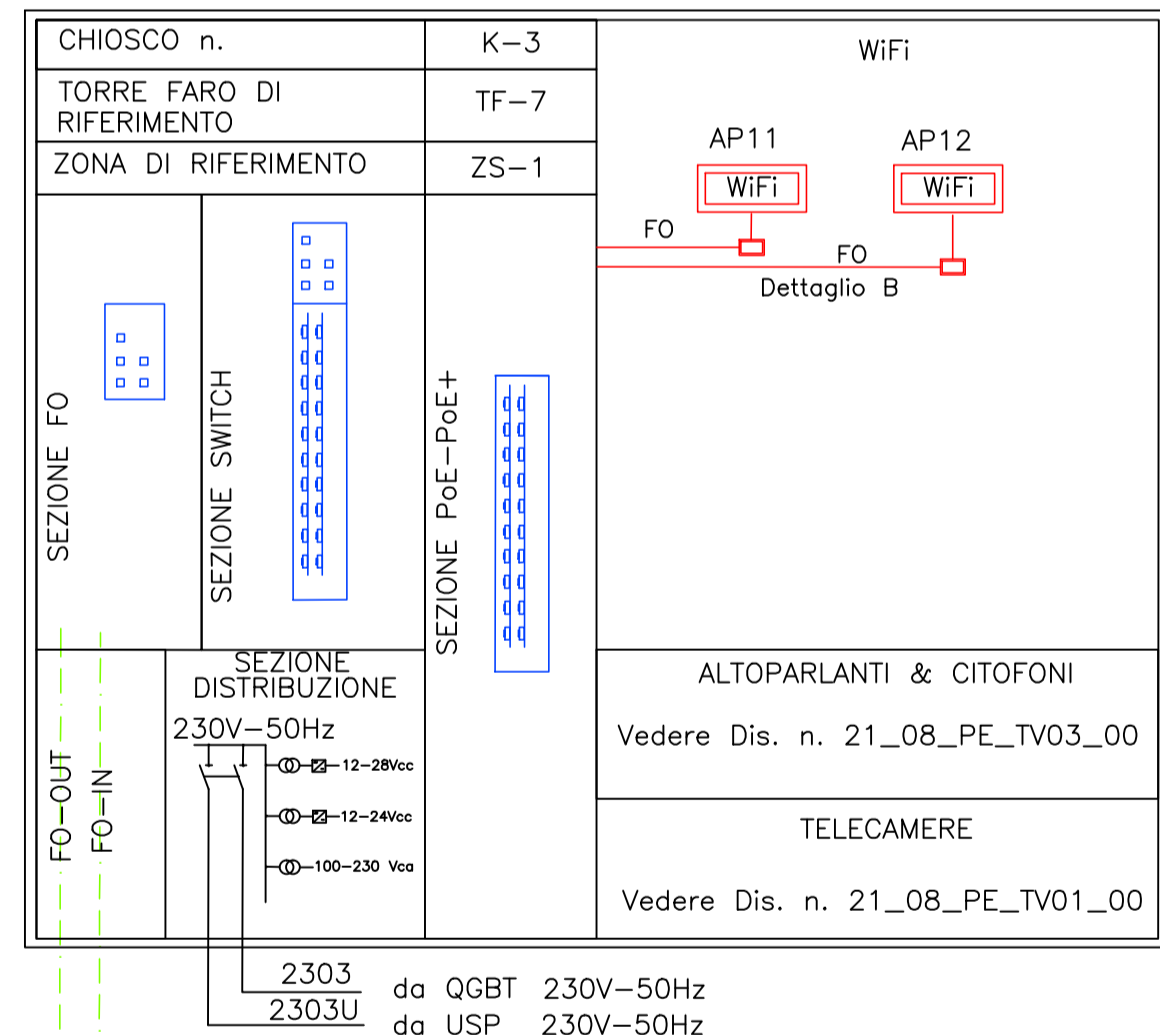 CHIOSCO n.
K-3
TORRE FARO DI
RIFERIMENTO
TF-7
ZONA DI RIFERIMENTO
ZS-1
WiFi
AP11
AP12
WiFi
WiFi
FO
FO
Dettaglio B
SEZIONE FO
SEZIONE SWITCH
SEZIONE PoE-PoE+
FO-OUT
FO-IN
SEZIONE
DISTRIBUZIONE
230V-50Hz
12-28Vcc
12-24Vcc
100-230 Vca
ALTOPARLANTI & CITOFONI
Vedere Dis. n. 21_08_PE_TV03_00
TELECAMERE
Vedere Dis. n. 21_08_PE_TV01_00
2303 da QGBT 230V-50Hz
2303U da USP 230V-50Hz